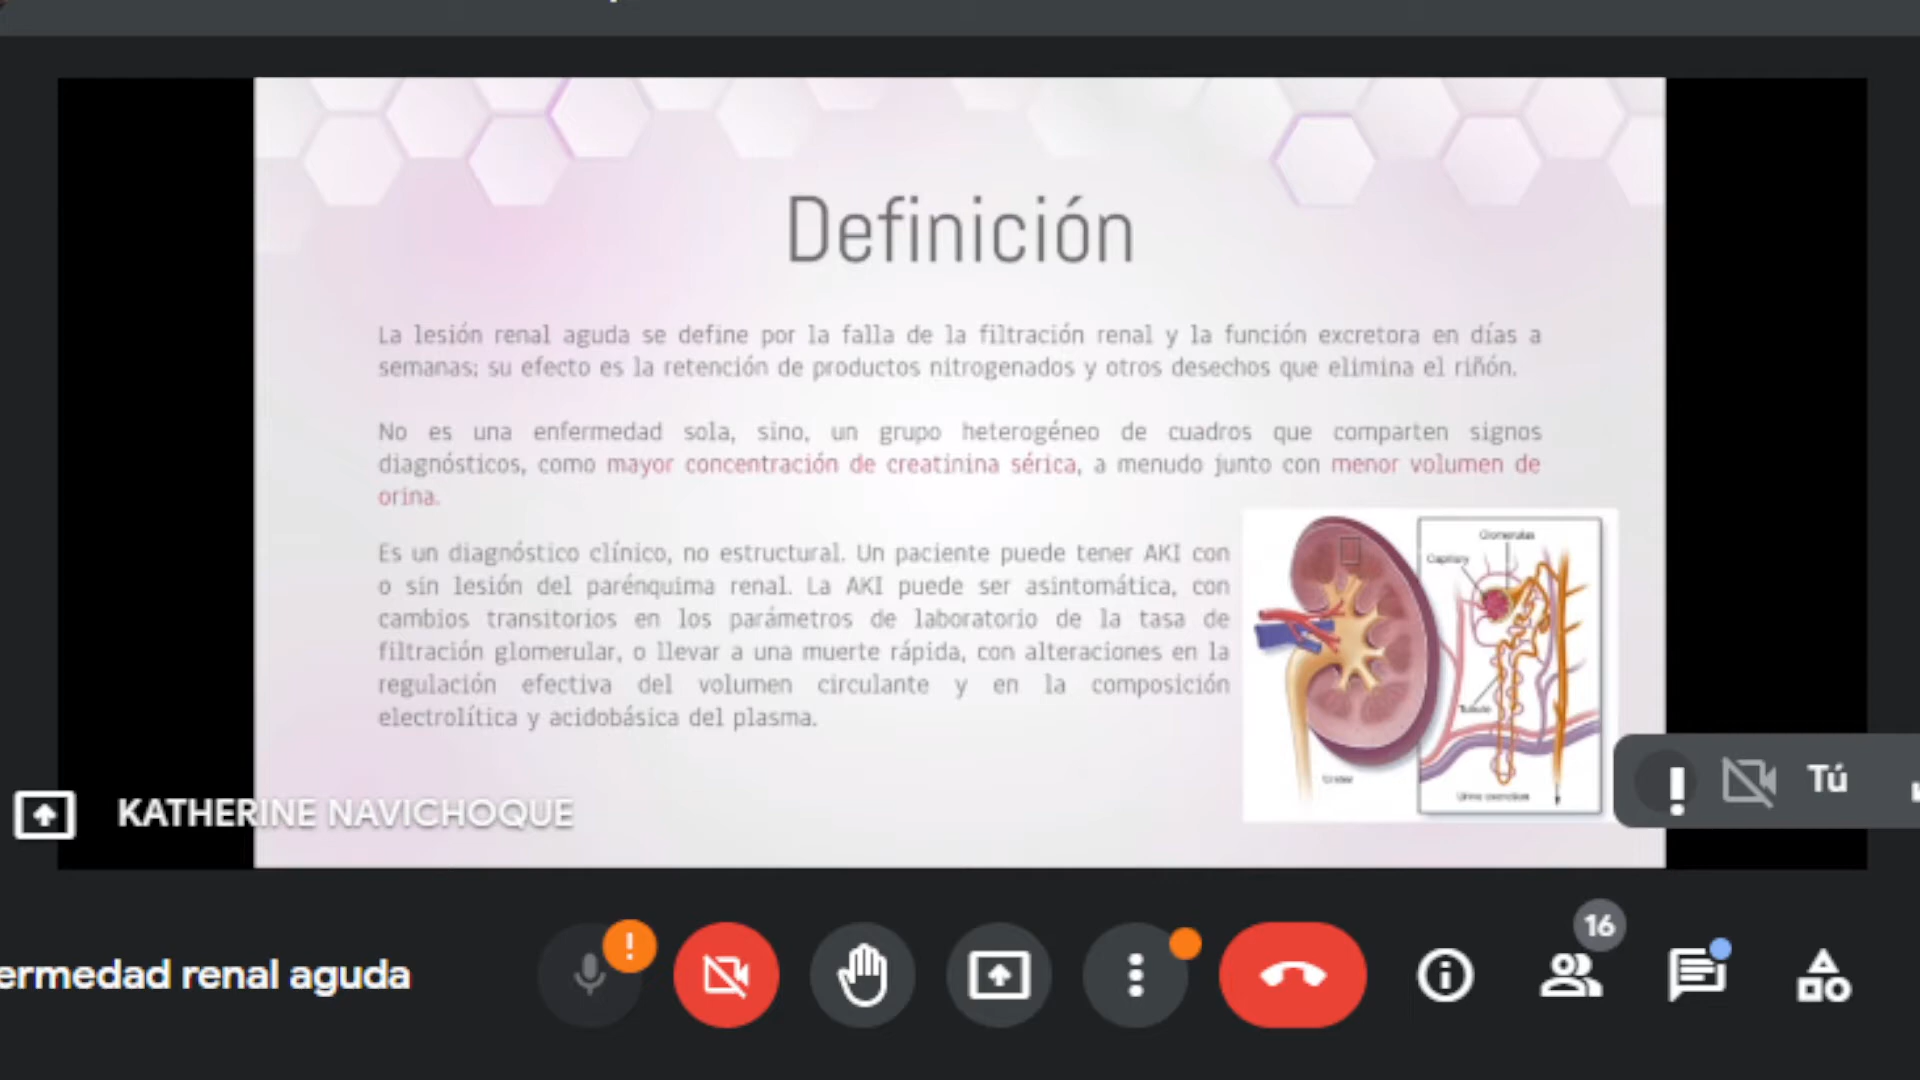 Definición
La lesión renal aguda se define por la falla de la filtración renal y la función excretora en días a
semanas; su efecto es la retención de productos nitrogenados y otros desechos que elimina el riñón.
No es una enfermedad sola, sino, un grupo heterogéneo de cuadros que comparten signos
diagnósticos, como mayor concentración de creatinina sérica, a menudo junto con menor volumen de
orina.
Es un diagnóstico clínico, no estructural. Un paciente puede tener AKI con
o sin lesión del parénquima renal. La AKI puede ser asintomática, con
cambios transitorios en los parámetros de laboratorio de la tasa de
filtración glomerular, o llevar a una muerte rápida, con alteraciones en la
regulación efectiva del volumen circulante y en la composición
electrolítica y acidobásica del plasma.
Glomerulus
Capillary
Tubule
Ureter
Urine
Tú
KATHERINE NAVICHOQUE
16
ermedad renal aguda